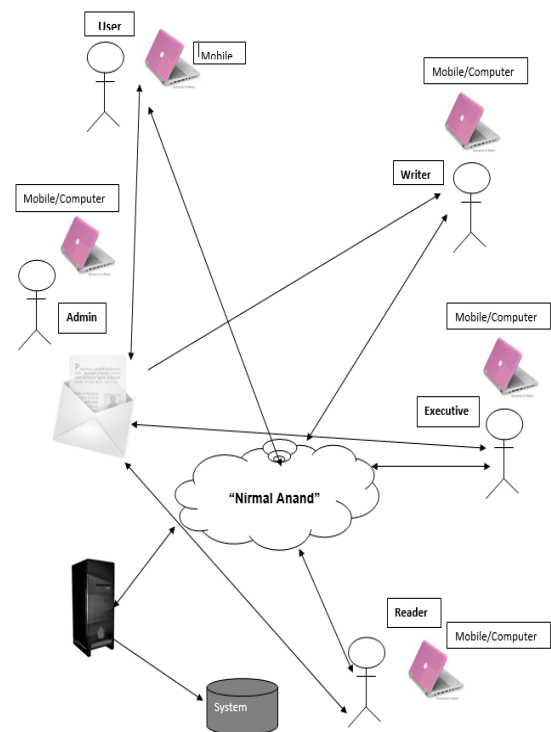 User
Mobile
Mobile/Computer
Writer
Mobile/Computer
Admin
Mobile/Computer
Executive
“Nirmal Anand”
Reader
Mobile/Computer
System